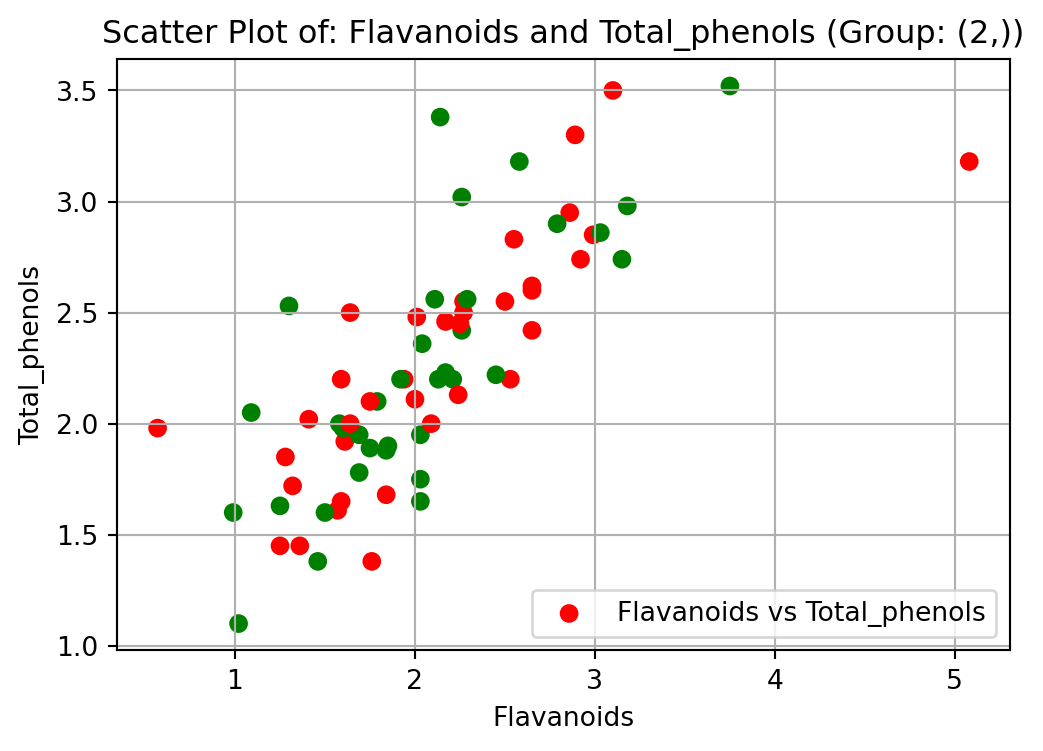 Scatter Plot of: Flavanoids and Total_phenols (Group: (2,))
3.5
3.0
2.5
2.0
1.5
1.0
Total_phenols
Flavanoids vs Total_phenols
1 2 3 4 5
Flavanoids